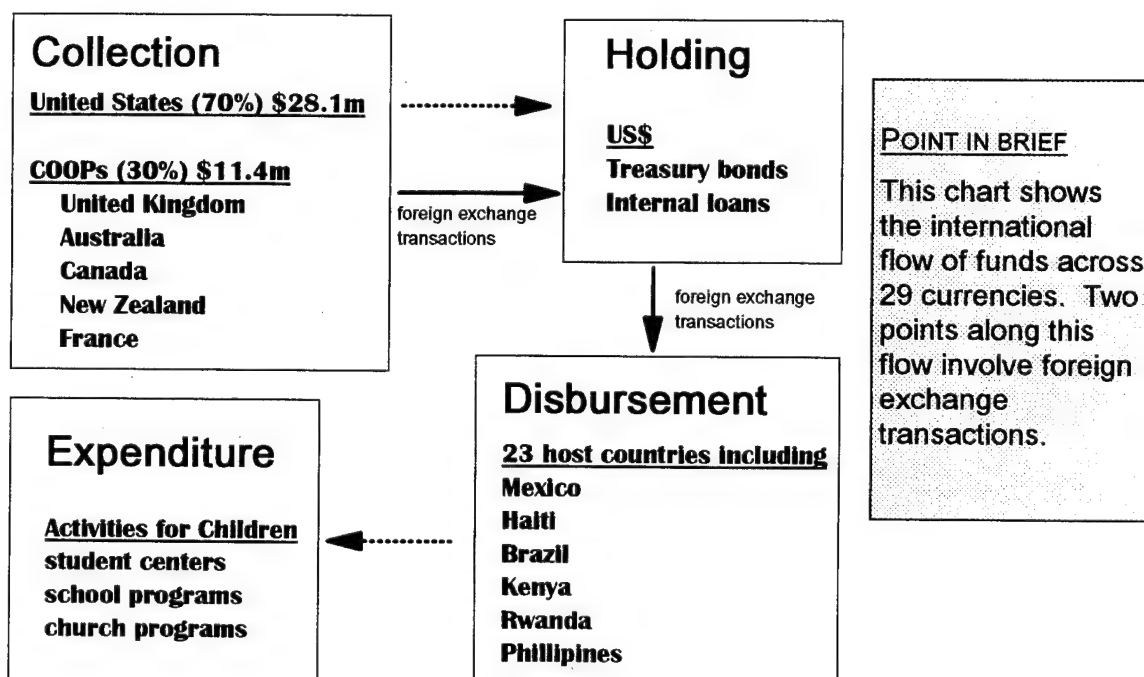 Collection
United States (70%) $28.1m
COOPs (30%) $11.4m
United Kingdom
Australia
Canada
New Zealand
France
foreign exchange
transactions
Holding
US$
Treasury bonds
Internal loans
foreign exchange
transactions
Disbursement
23 host countries including
Mexico
Haiti
Brazil
Kenya
Rwanda
Phillipines
Expenditure
Activities for Children
student centers
school programs
church programs
POINT IN BRIEF
This chart shows
the international
flow of funds across
29 currencies. Two
points along this
flow involve foreign
exchange
transactions.